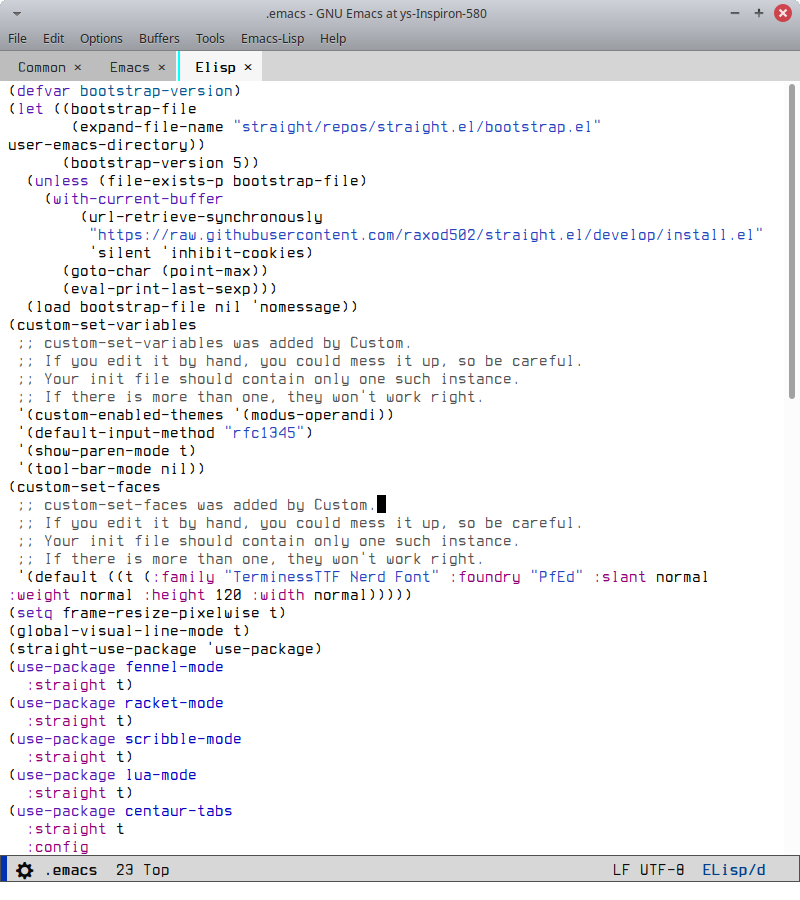 .emacs - GNU Emacs at ys-Inspiron-580
File Edit Options Buffers Tools Emacs-Lisp Help
Common × Emacs × Elisp ×
(defvar bootstrap-version)
(let ((bootstrap-file
       (expand-file-name "straight/repos/straight.el/bootstrap.el"
user-emacs-directory))
      (bootstrap-version 5))
  (unless (file-exists-p bootstrap-file)
    (with-current-buffer
        (url-retrieve-synchronously
         "https://raw.githubusercontent.com/raxod502/straight.el/develop/install.el"
         'silent 'inhibit-cookies)
      (goto-char (point-max))
      (eval-print-last-sexp)))
  (load bootstrap-file nil 'nomessage))
(custom-set-variables
 ;; custom-set-variables was added by Custom.
 ;; If you edit it by hand, you could mess it up, so be careful.
 ;; Your init file should contain only one such instance.
 ;; If there is more than one, they won't work right.
 '(custom-enabled-themes '(modus-operandi))
 '(default-input-method "rfc1345")
 '(show-paren-mode t)
 '(tool-bar-mode nil))
(custom-set-faces
 ;; custom-set-faces was added by Custom.
 ;; If you edit it by hand, you could mess it up, so be careful.
 ;; Your init file should contain only one such instance.
 ;; If there is more than one, they won't work right.
 '(default ((t (:family "TerminessTTF Nerd Font" :foundry "PfEd" :slant normal
:weight normal :height 120 :width normal)))))
(setq frame-resize-pixelwise t)
(global-visual-line-mode t)
(straight-use-package 'use-package)
(use-package fennel-mode
  :straight t)
(use-package racket-mode
  :straight t)
(use-package scribble-mode
  :straight t)
(use-package lua-mode
  :straight t)
(use-package centaur-tabs
  :straight t
  :config
.emacs 23 Top LF UTF-8 ELisp/d